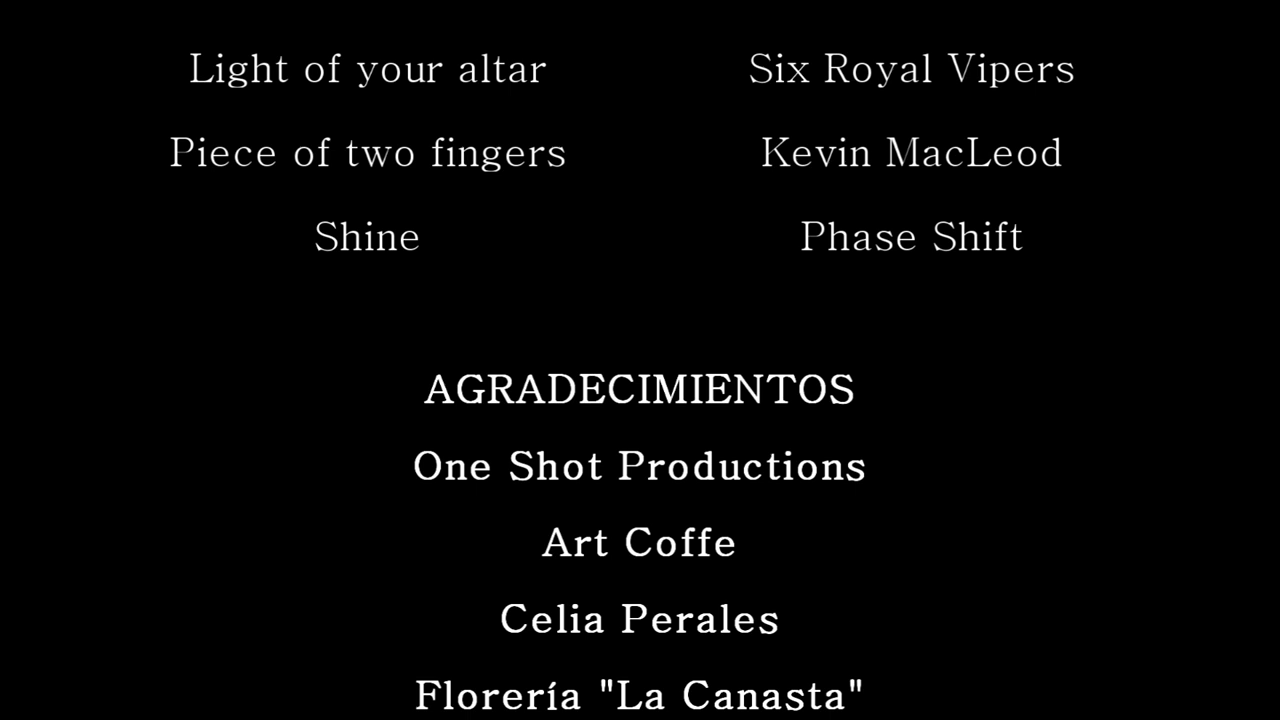 Light of your altar Six Royal Vipers
Piece of two fingers Kevin MacLeod
Shine Phase Shift
AGRADECIMIENTOS
One Shot Productions
Art Coffe
Celia Perales
Florería "La Canasta"